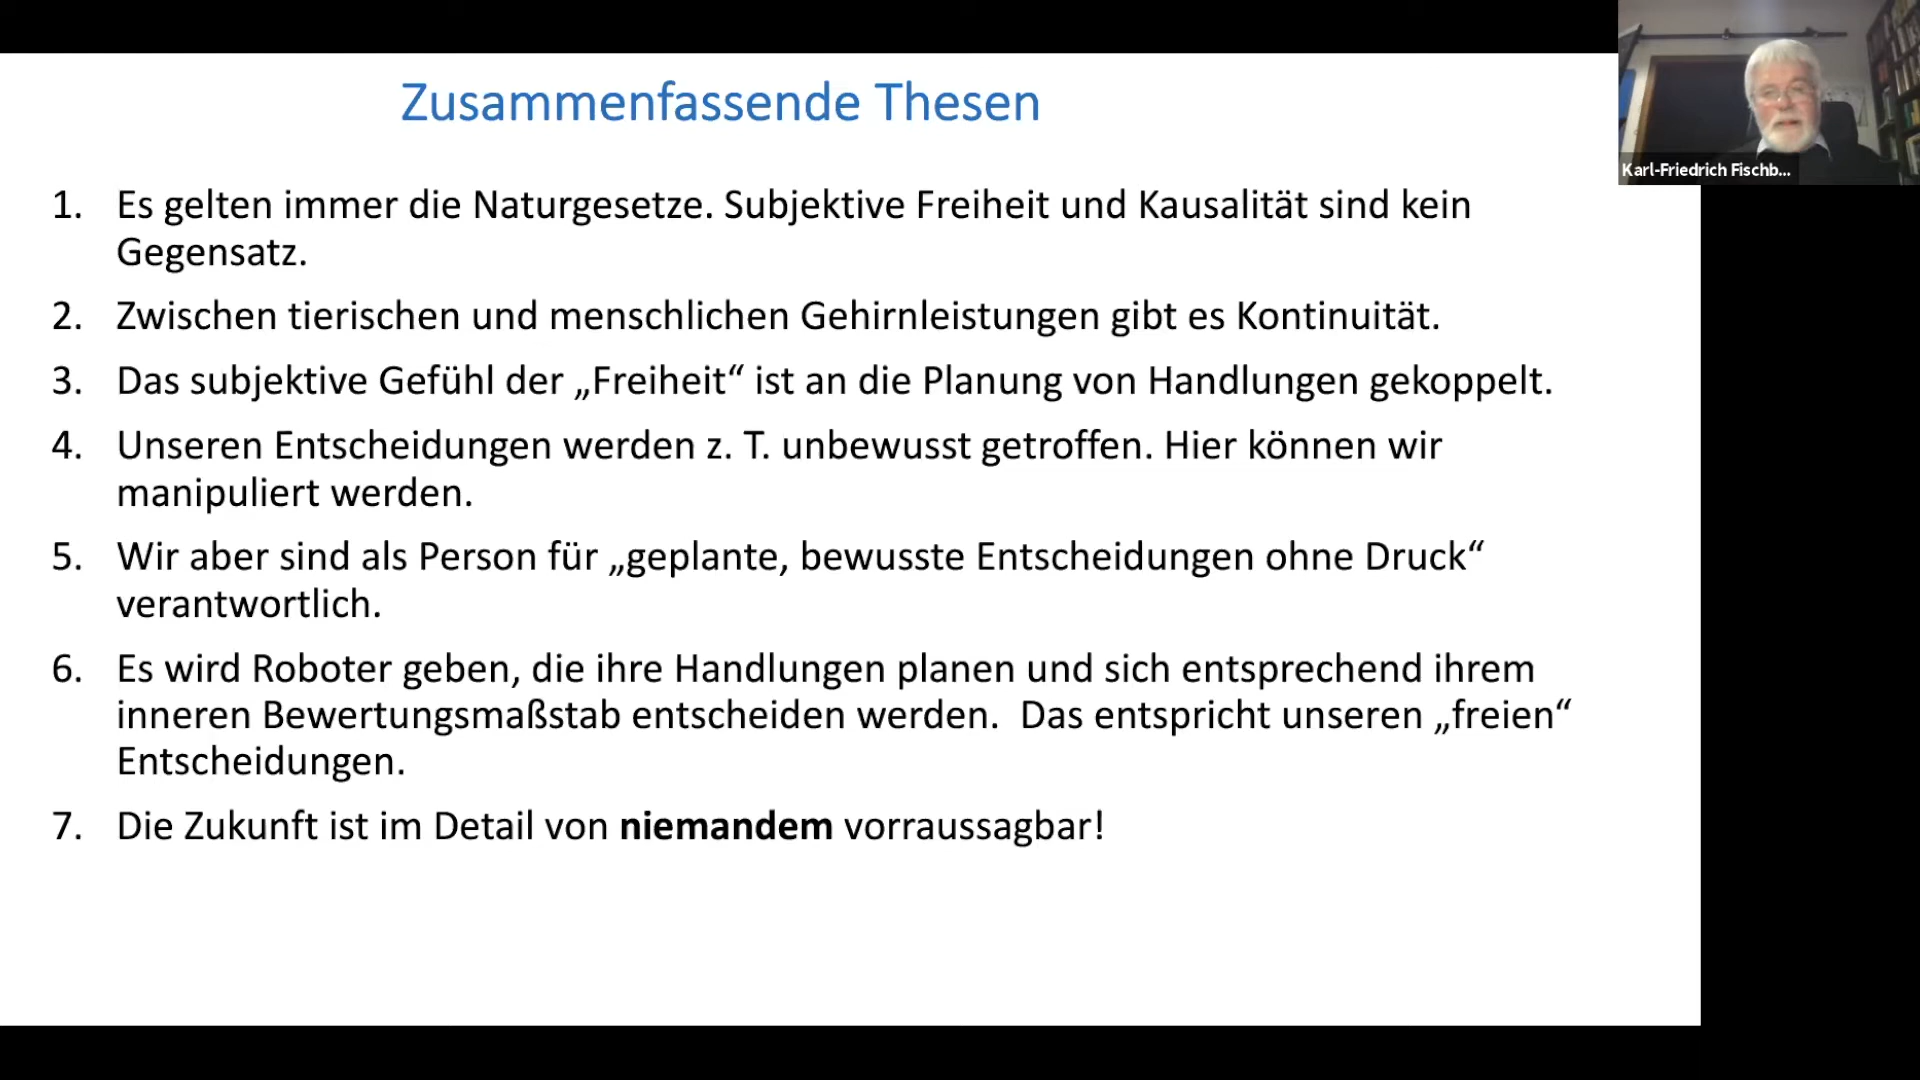 Zusammenfassende Thesen
Karl-Friedrich Fischb...
1. Es gelten immer die Naturgesetze. Subjektive Freiheit und Kausalität sind kein
Gegensatz.
2. Zwischen tierischen und menschlichen Gehirnleistungen gibt es Kontinuität.
3. Das subjektive Gefühl der „Freiheit“ ist an die Planung von Handlungen gekoppelt.
4. Unseren Entscheidungen werden z. T. unbewusst getroffen. Hier können wir
manipuliert werden.
5. Wir aber sind als Person für „geplante, bewusste Entscheidungen ohne Druck“
verantwortlich.
6. Es wird Roboter geben, die ihre Handlungen planen und sich entsprechend ihrem
inneren Bewertungsmaßstab entscheiden werden.  Das entspricht unseren „freien“
Entscheidungen.
7. Die Zukunft ist im Detail von niemandem vorraussagbar!